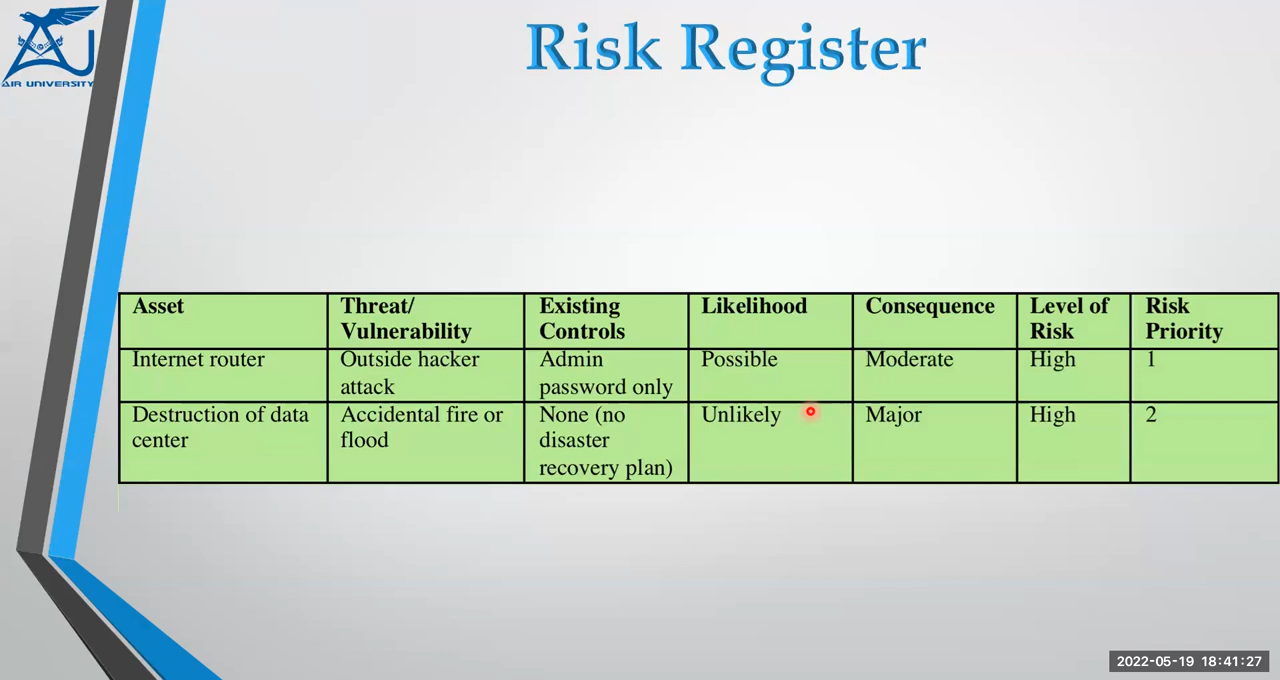 AIR UNIVERSITY
Risk Register
Asset
Threat/
Vulnerability
Existing
Controls
Likelihood
Consequence
Level of
Risk
Risk
Priority
Internet router
Outside hacker
attack
Admin
password only
Possible
Moderate
High
1
Destruction of data
center
Accidental fire or
flood
None (no
disaster
recovery plan)
Unlikely
Major
High
2
2022-05-19 18:41:27